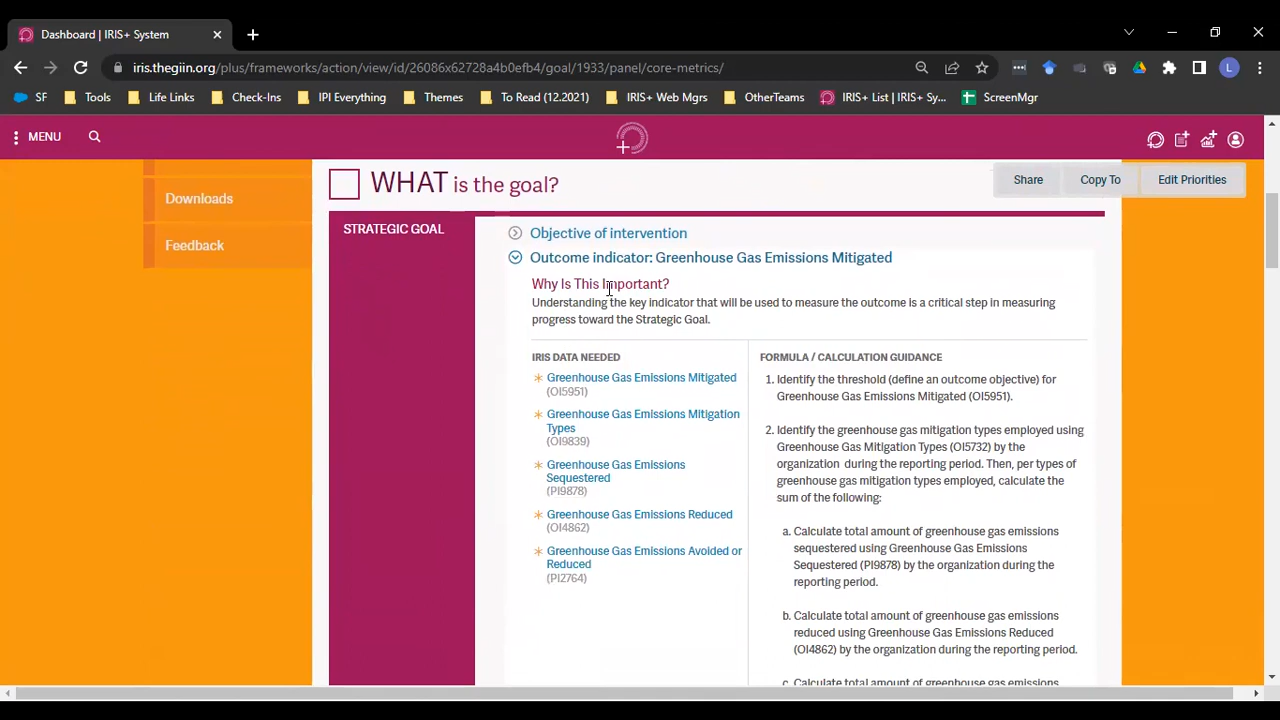 Dashboard | IRIS+ System
iris.thegiin.org/plus/frameworks/action/view/id/26086x62728a4b0efb4/goal/1933/panel/core-metrics/
L
SF
Tools
Life Links
Check-Ins
IPI Everything
Themes
To Read (12.2021)
IRIS+ Web Mgrs
OtherTeams
IRIS+ List | IRIS+ Sy...
ScreenMgr
MENU
Downloads
Feedback
WHAT is the goal?
Share
Copy To
Edit Priorities
STRATEGIC GOAL
Objective of intervention
Outcome indicator: Greenhouse Gas Emissions Mitigated
Why Is This Important?
Understanding the key indicator that will be used to measure the outcome is a critical step in measuring
progress toward the Strategic Goal.
IRIS DATA NEEDED
Greenhouse Gas Emissions Mitigated
(OI5951)
Greenhouse Gas Emissions Mitigation
Types
(OI9839)
Greenhouse Gas Emissions
Sequestered
(PI9878)
Greenhouse Gas Emissions Reduced
(OI4862)
Greenhouse Gas Emissions Avoided or
Reduced
(PI2764)
FORMULA / CALCULATION GUIDANCE
1. Identify the threshold (define an outcome objective) for
Greenhouse Gas Emissions Mitigated (OI5951).
2. Identify the greenhouse gas mitigation types employed using
Greenhouse Gas Mitigation Types (OI5732) by the
organization during the reporting period. Then, per types of
greenhouse gas mitigation types employed, calculate the
sum of the following:
a. Calculate total amount of greenhouse gas emissions
sequestered using Greenhouse Gas Emissions
Sequestered (PI9878) by the organization during the
reporting period.
b. Calculate total amount of greenhouse gas emissions
reduced using Greenhouse Gas Emissions Reduced
(OI4862) by the organization during the reporting period.
c. Calculate total amount of greenhouse gas emissions